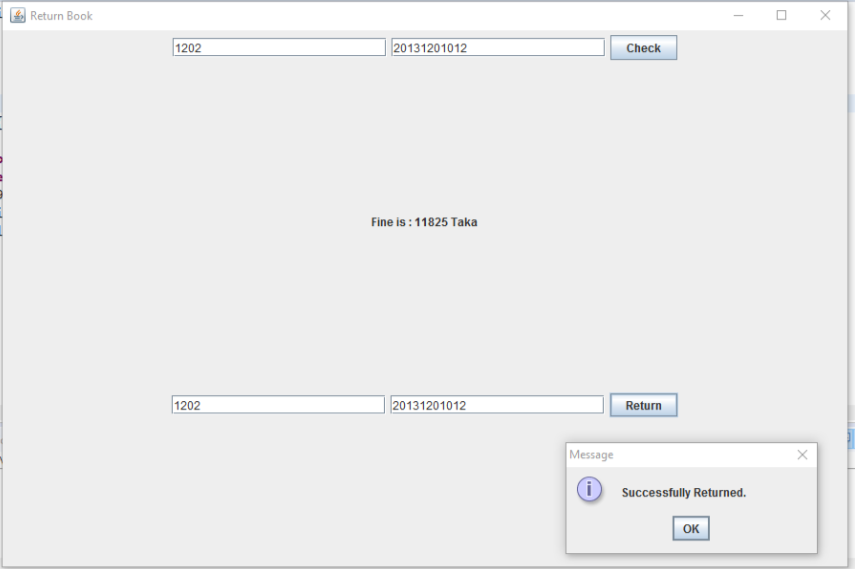 Return Book
1202 20131201012 Check
Fine is : 11825 Taka
1202 20131201012 Return
Message
Successfully Returned.
OK